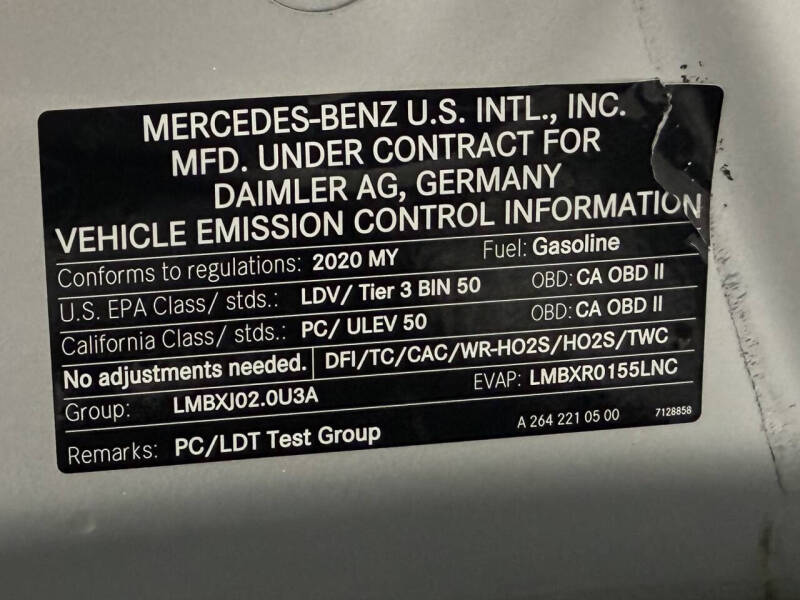 MERCEDES-BENZ U.S. INTL., INC.
MFD. UNDER CONTRACT FOR
DAIMLER AG, GERMANY
VEHICLE EMISSION CONTROL INFORMATION
Conforms to regulations: 2020 MY Fuel: Gasoline
U.S. EPA Class/ stds.: LDV/ Tier 3 BIN 50 OBD: CA OBD II
California Class/ stds.: PC/ ULEV 50 OBD: CA OBD II
No adjustments needed. DFI/TC/CAC/WR-HO2S/HO2S/TWC
Group: LMBXJ02.0U3A EVAP: LMBXR0155LNC
Remarks: PC/LDT Test Group A 264 221 05 00 7128858